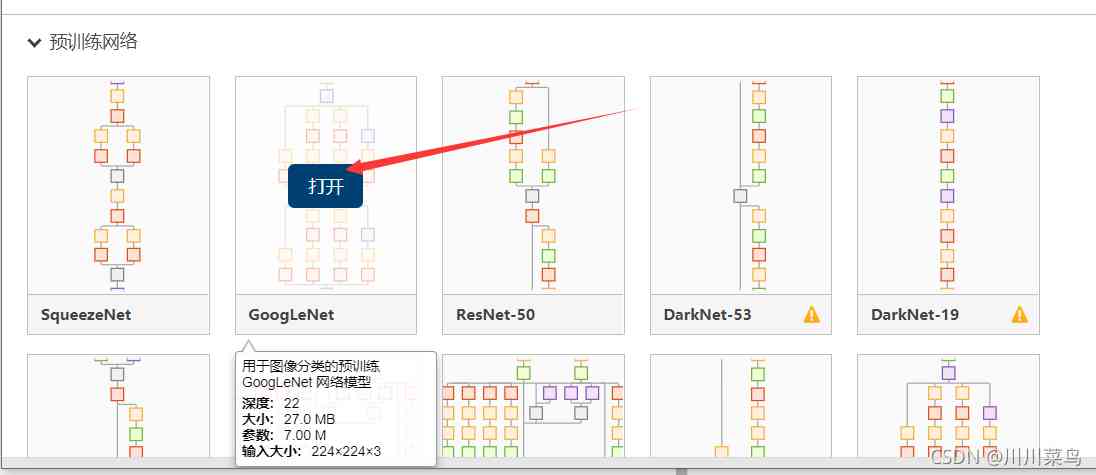 预训练网络
打开
SqueezeNet
GoogLeNet
ResNet-50
DarkNet-53
DarkNet-19
用于图像分类的预训练
GoogLeNet 网络模型
深度： 22
大小： 27.0 MB
参数： 7.00 M
输入大小： 224×224×3
CSDN @川川菜鸟